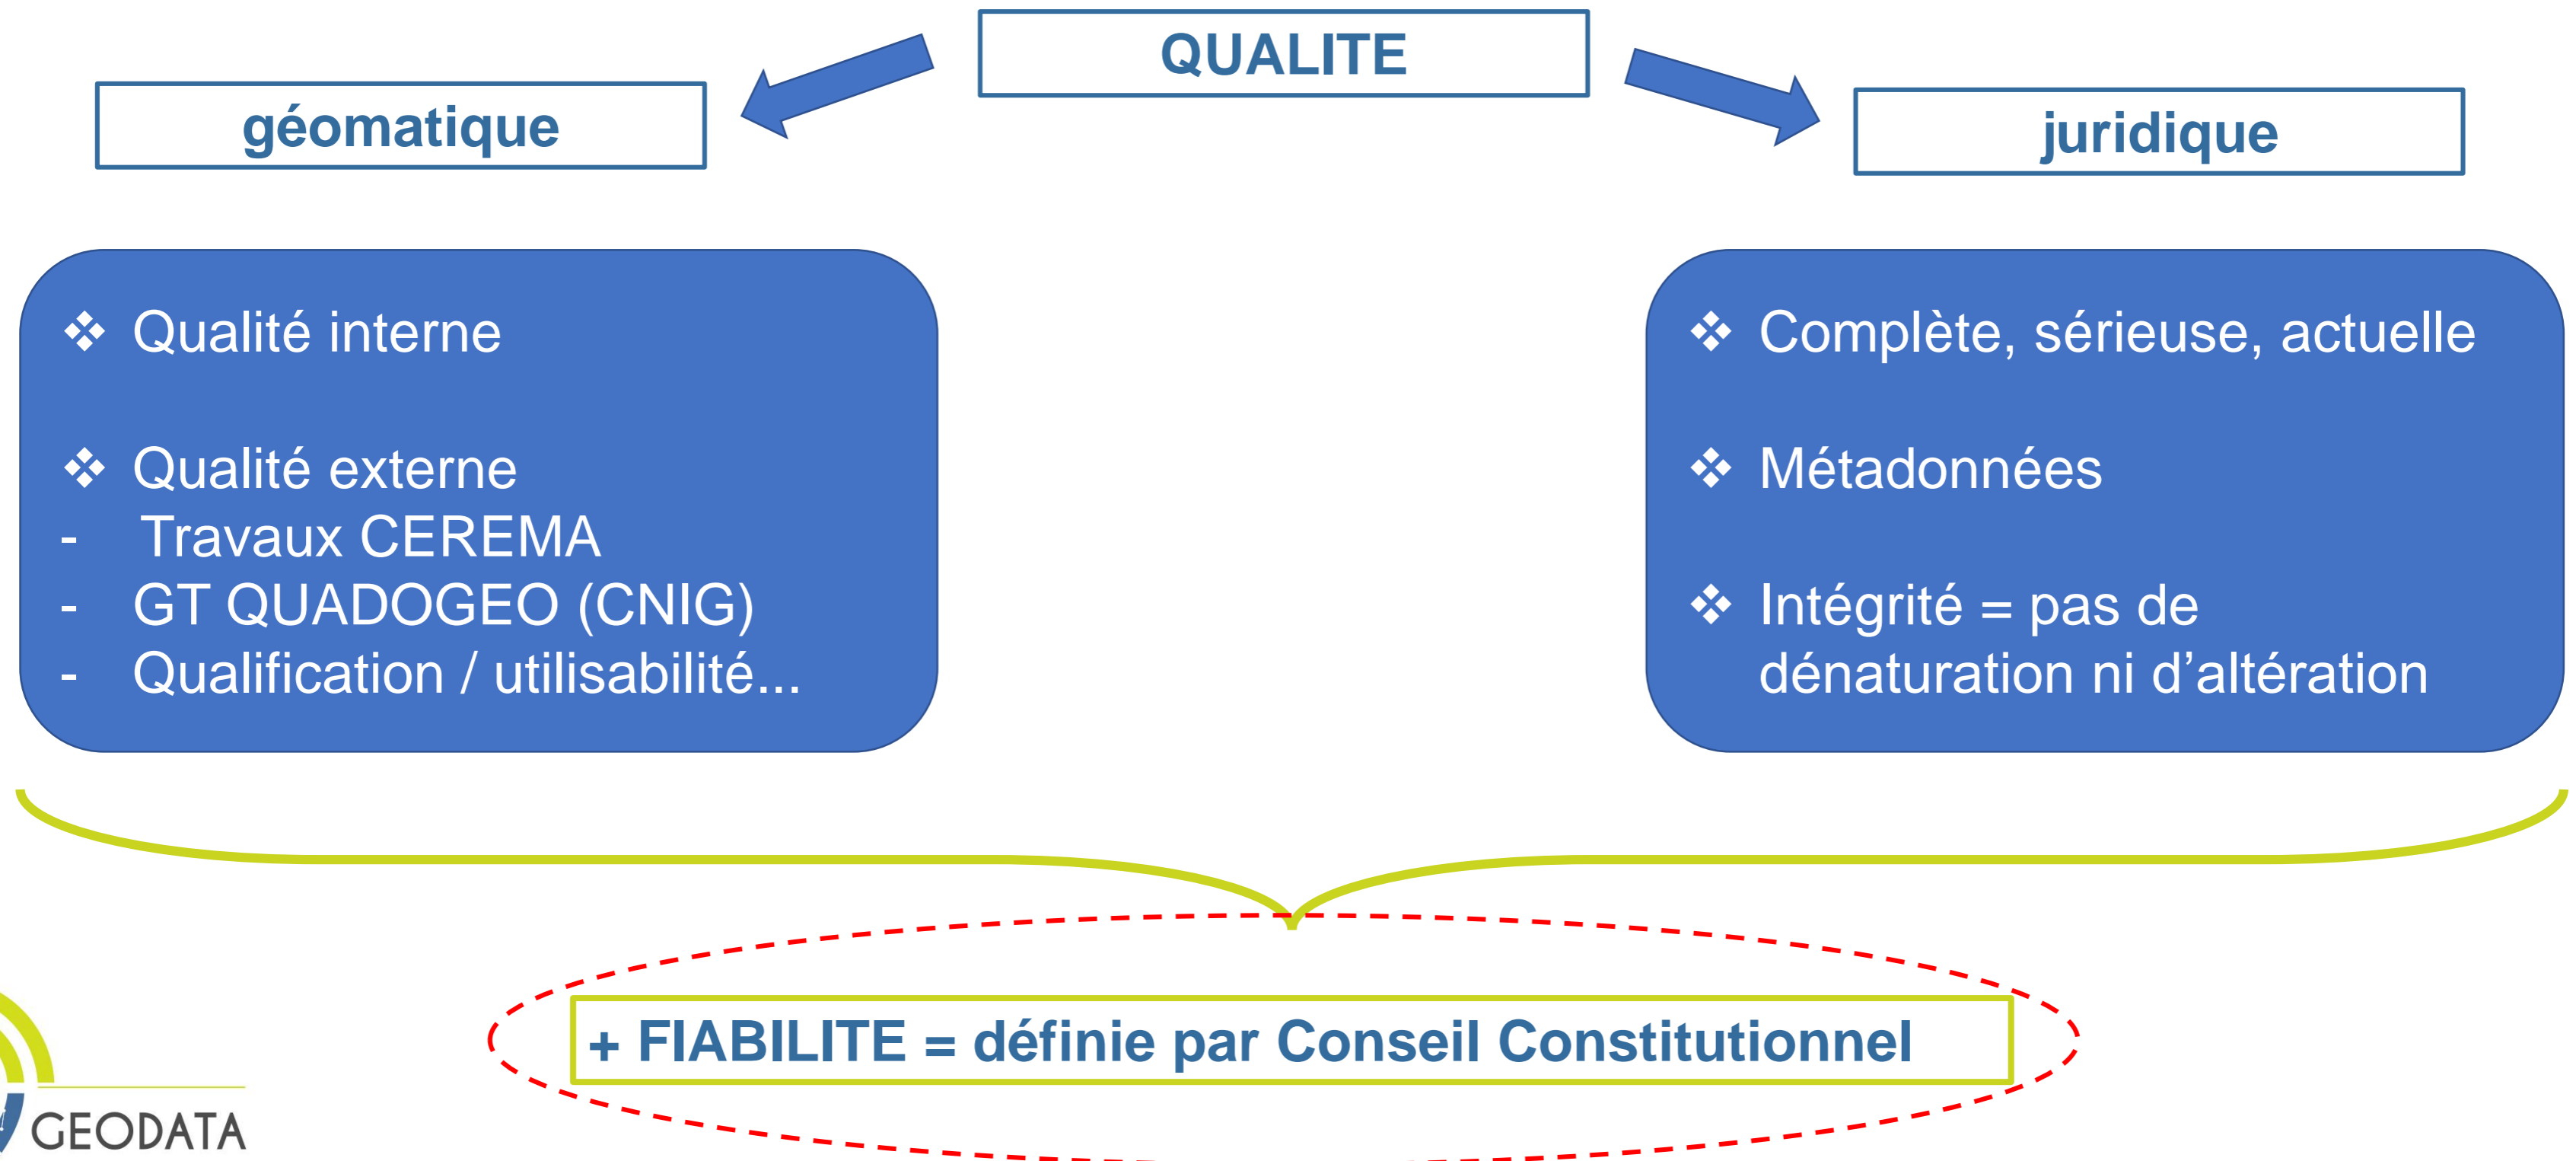 QUALITE
géomatique
juridique
❖ Qualité interne
❖ Qualité externe
- Travaux CEREMA
- GT QUADOGEO (CNIG)
- Qualification / utilisabilité...
❖ Complète, sérieuse, actuelle
❖ Métadonnées
❖ Intégrité = pas de
dénaturation ni d’altération
+ FIABILITE = définie par Conseil Constitutionnel
GEODATA